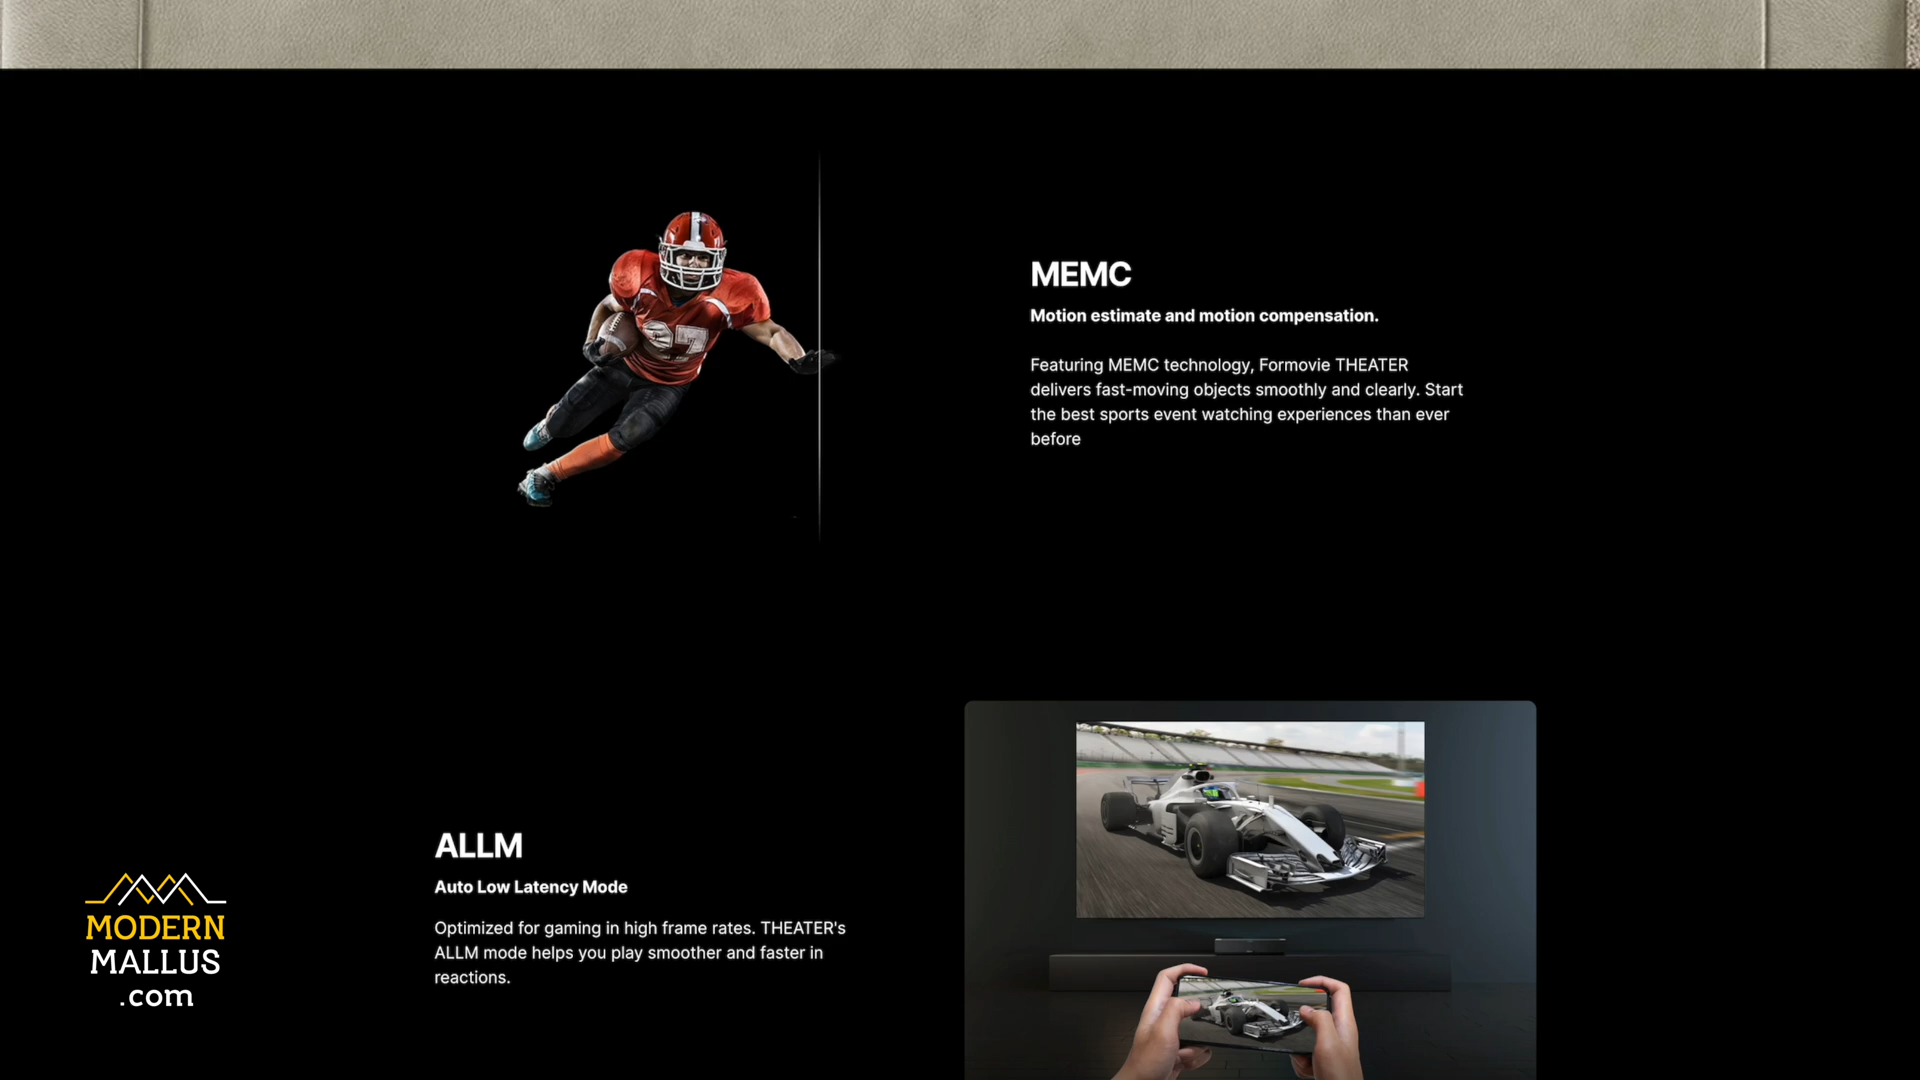 27
MEMC
Motion estimate and motion compensation.
Featuring MEMC technology, Formovie THEATER
delivers fast-moving objects smoothly and clearly. Start
the best sports event watching experiences than ever
before
ALLM
Auto Low Latency Mode
Optimized for gaming in high frame rates. THEATER's
ALLM mode helps you play smoother and faster in
reactions.
MODERN
MALLUS
.com